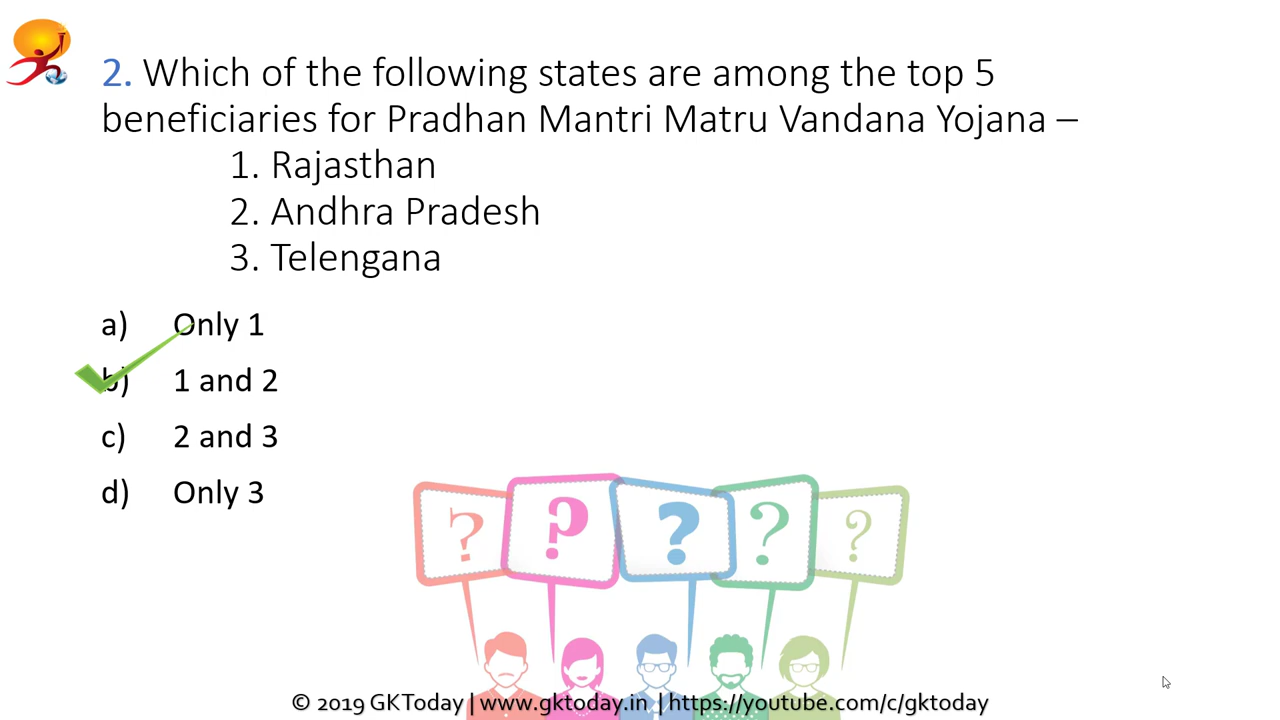 2. Which of the following states are among the top 5
beneficiaries for Pradhan Mantri Matru Vandana Yojana –
1. Rajasthan
2. Andhra Pradesh
3. Telengana
a) Only 1
b) 1 and 2
c) 2 and 3
d) Only 3
? ? ? ? ?
© 2019 GKToday | www.gktoday.in | https://youtube.com/c/gktoday